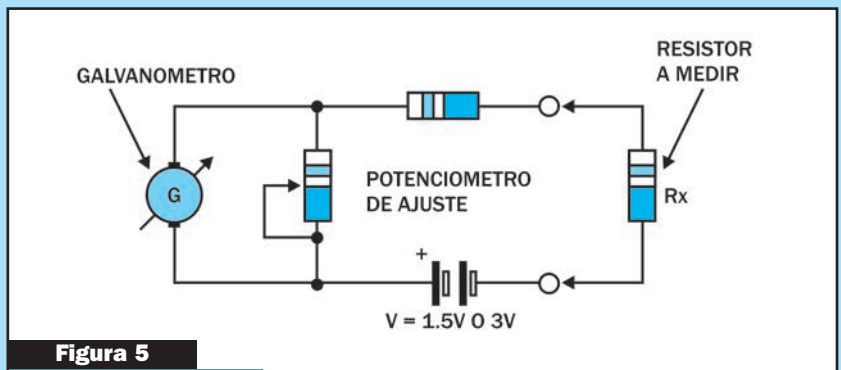 GALVANOMETRO
RESISTOR
A MEDIR
G
POTENCIOMETRO
DE AJUSTE
Rx
+
V = 1.5V O 3V
Figura 5